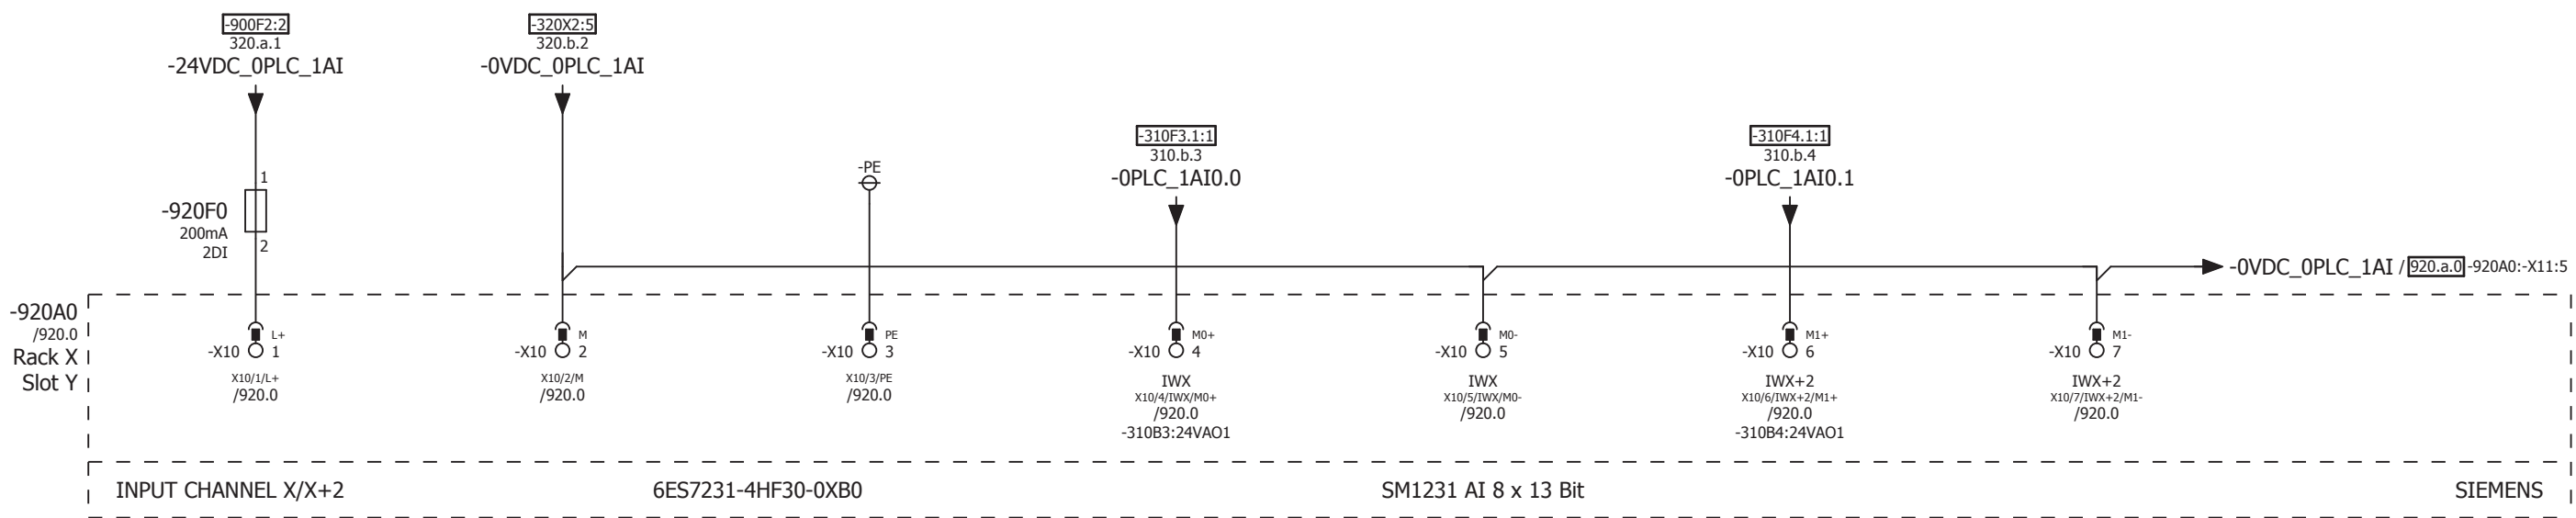 -900F2:2
320.a.1
-24VDC_0PLC_1AI
-320X2:5
320.b.2
-0VDC_0PLC_1AI
-310F3.1:1
310.b.3
-0PLC_1AI0.0
-310F4.1:1
310.b.4
-0PLC_1AI0.1
-PE
1
-920F0
200mA
2DI
2
-0VDC_0PLC_1AI / 920.a.0 -920A0:-X11:5
-920A0
/920.0
Rack X
Slot Y
L+
-X10 1
X10/1/L+
/920.0
M
-X10 2
X10/2/M
/920.0
PE
-X10 3
X10/3/PE
/920.0
M0+
-X10 4
IWX
X10/4/IWX/M0+
/920.0
-310B3:24VAO1
M0-
-X10 5
IWX
X10/5/IWX/M0-
/920.0
M1+
-X10 6
IWX+2
X10/6/IWX+2/M1+
/920.0
-310B4:24VAO1
M1-
-X10 7
IWX+2
X10/7/IWX+2/M1-
/920.0
INPUT CHANNEL X/X+2 6ES7231-4HF30-0XB0 SM1231 AI 8 x 13 Bit SIEMENS